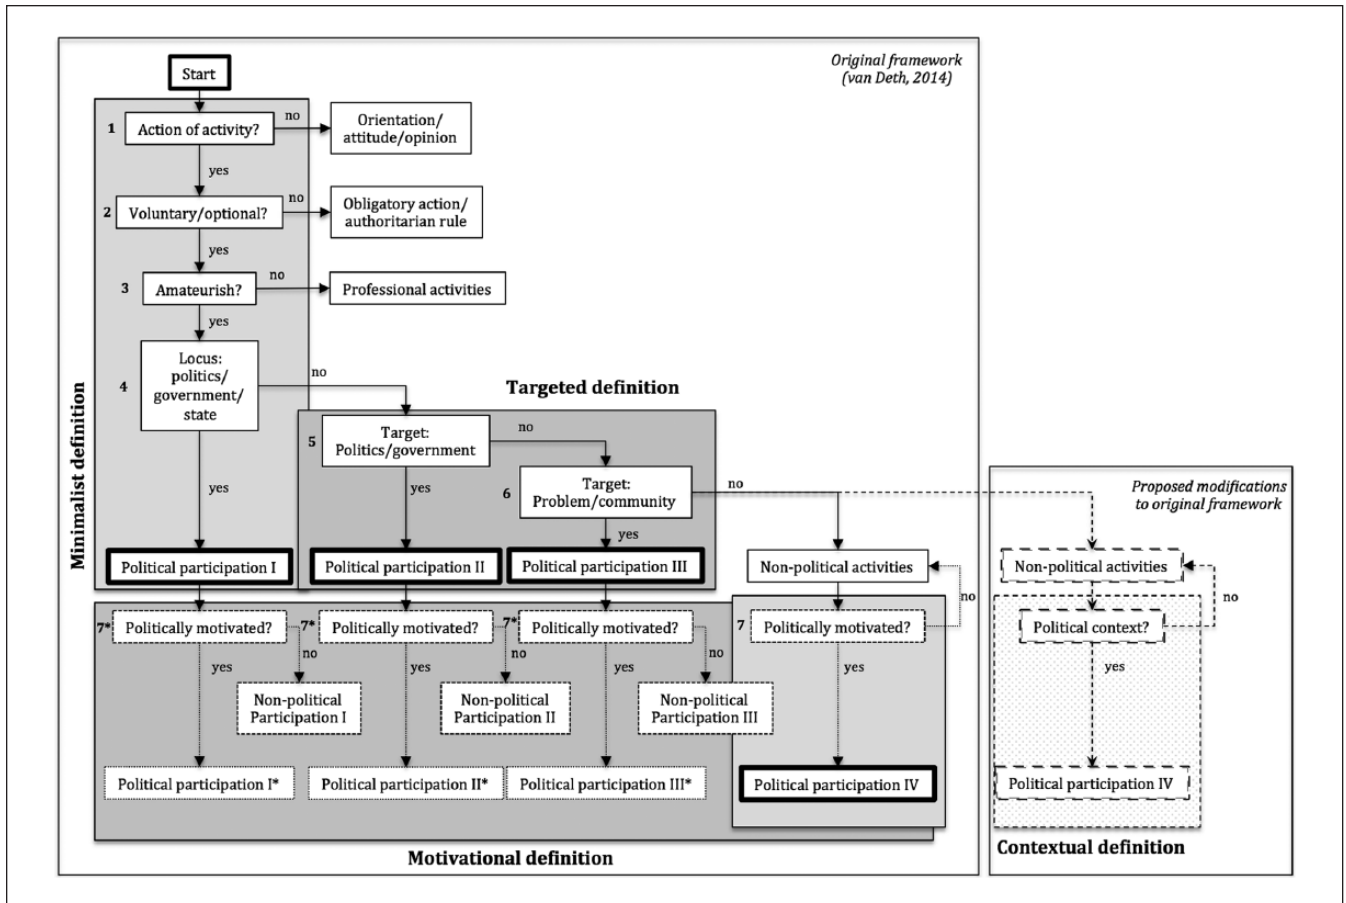 Original framework
(van Deth, 2014)
Start
1
Action of activity?
no
Orientation/
attitude/opinion
yes
2
Voluntary/optional?
no
Obligatory action/
authoritarian rule
yes
3
Amateurish?
no
Professional activities
yes
4
Locus:
politics/
government/
state
no
yes
Minimalist definition
Targeted definition
5
Target:
Politics/government
no
yes
6
Target:
Problem/community
no
yes
Political participation I
Political participation II
Political participation III
Non-political activities
7*
Politically motivated?
yes
no
Non-political
Participation I
Political participation I*
7*
Politically motivated?
yes
no
Non-political
Participation II
Political participation II*
7*
Politically motivated?
yes
no
Non-political
Participation III
Political participation III*
7
Politically motivated?
no
yes
Political participation IV
Motivational definition
Proposed modifications
to original framework
Non-political activities
Political context?
no
yes
Political participation IV
Contextual definition